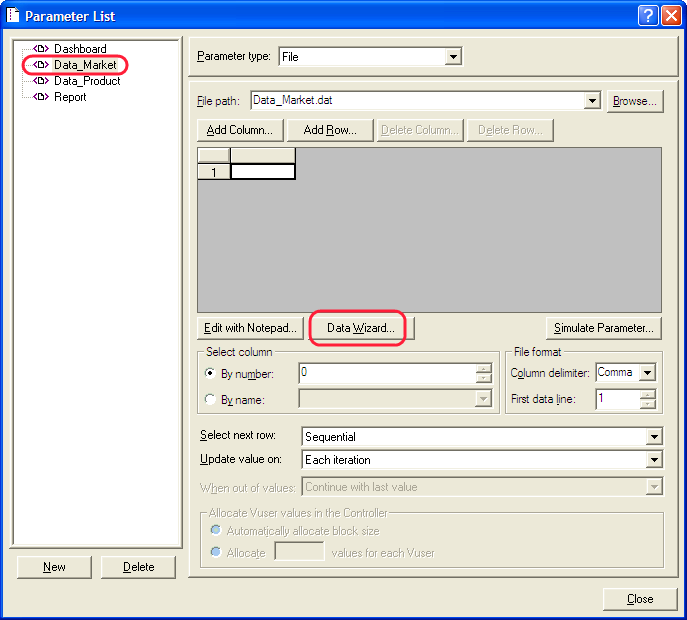 Parameter List
Dashboard
Data_Market
Data_Product
Report
New
Delete
Parameter type: File
File path: Data_Market.dat Browse...
Add Column... Add Row... Delete Column... Delete Row...
1
Edit with Notepad... Data Wizard... Simulate Parameter...
Select column
By number: 0
By name:
File format
Column delimiter: Comma
First data line: 1
Select next row: Sequential
Update value on: Each iteration
When out of values: Continue with last value
Allocate Vuser values in the Controller
Automatically allocate block size
Allocate values for each Vuser
Close